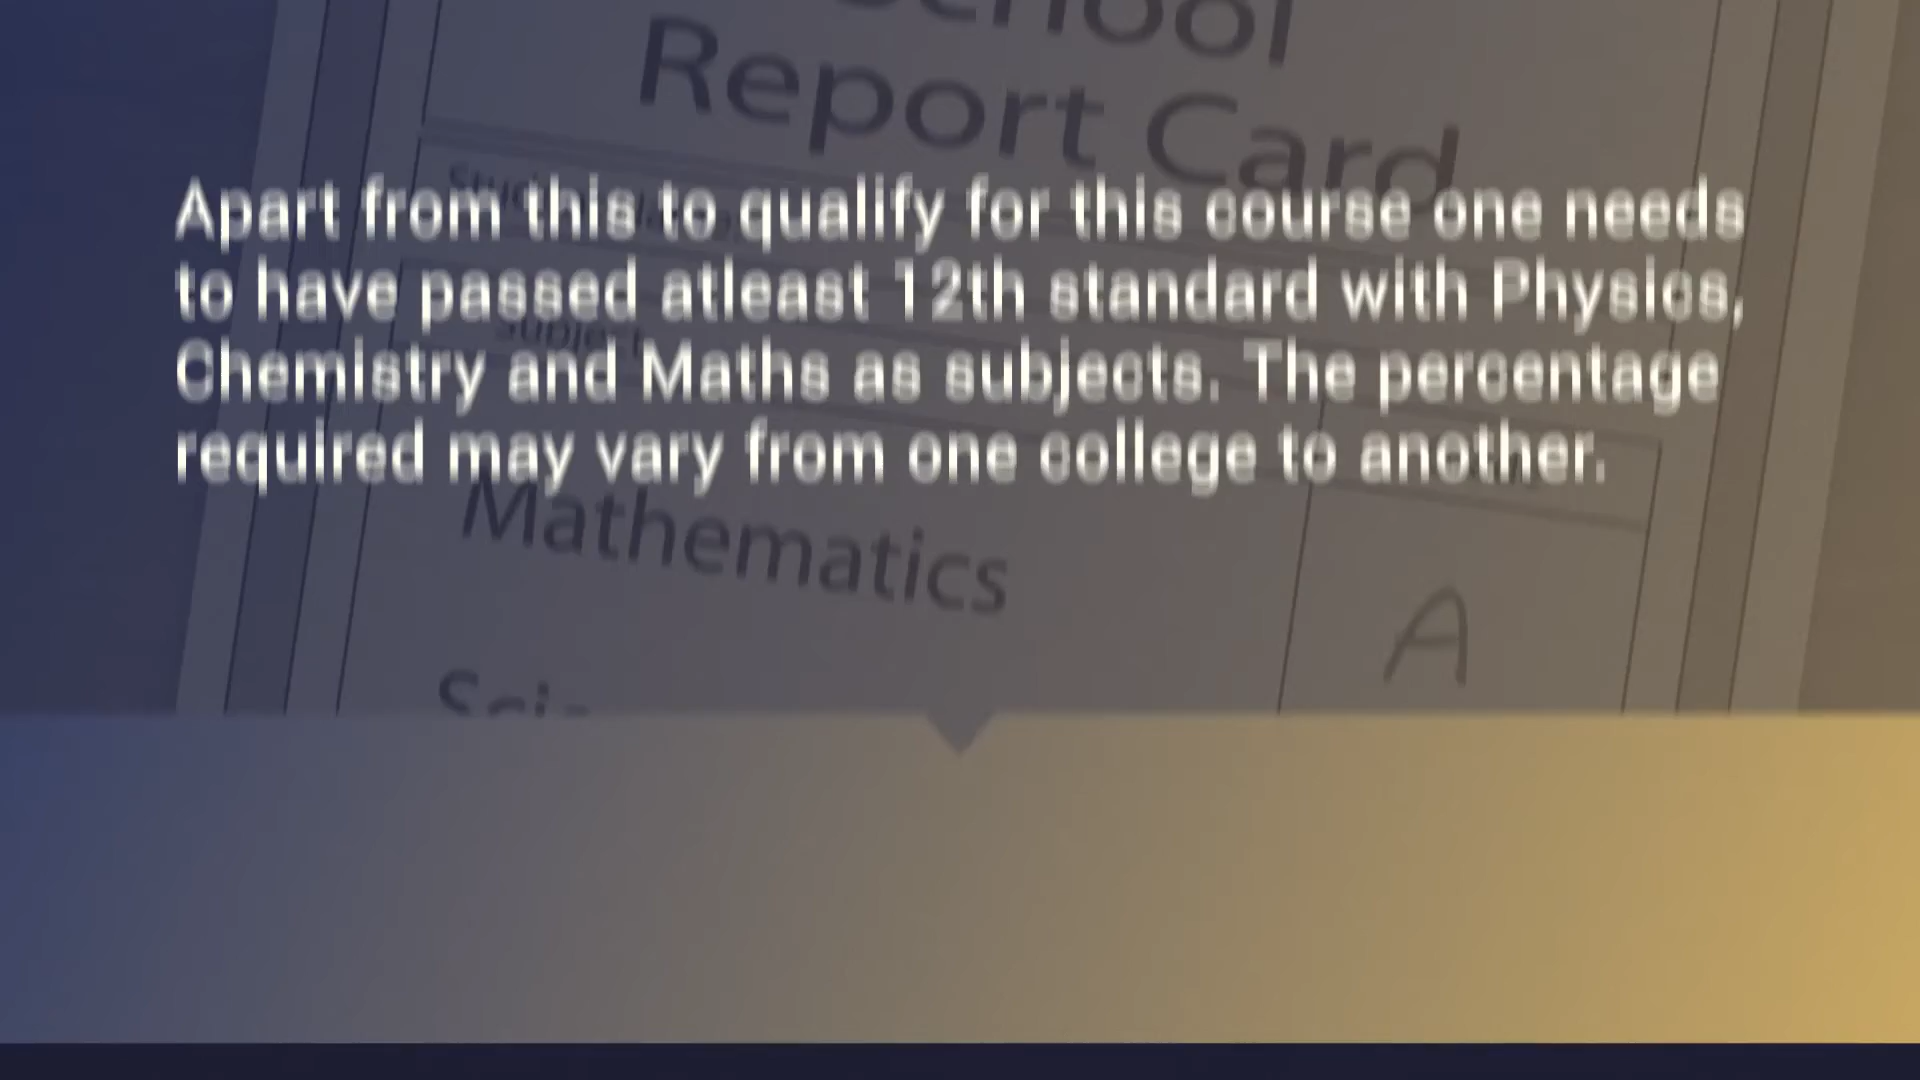 School
Report Card
Apart from this to qualify for this course one needs
to have passed atleast 12th standard with Physics,
Chemistry and Maths as subjects. The percentage
required may vary from one college to another.
Subject
Mathematics
A